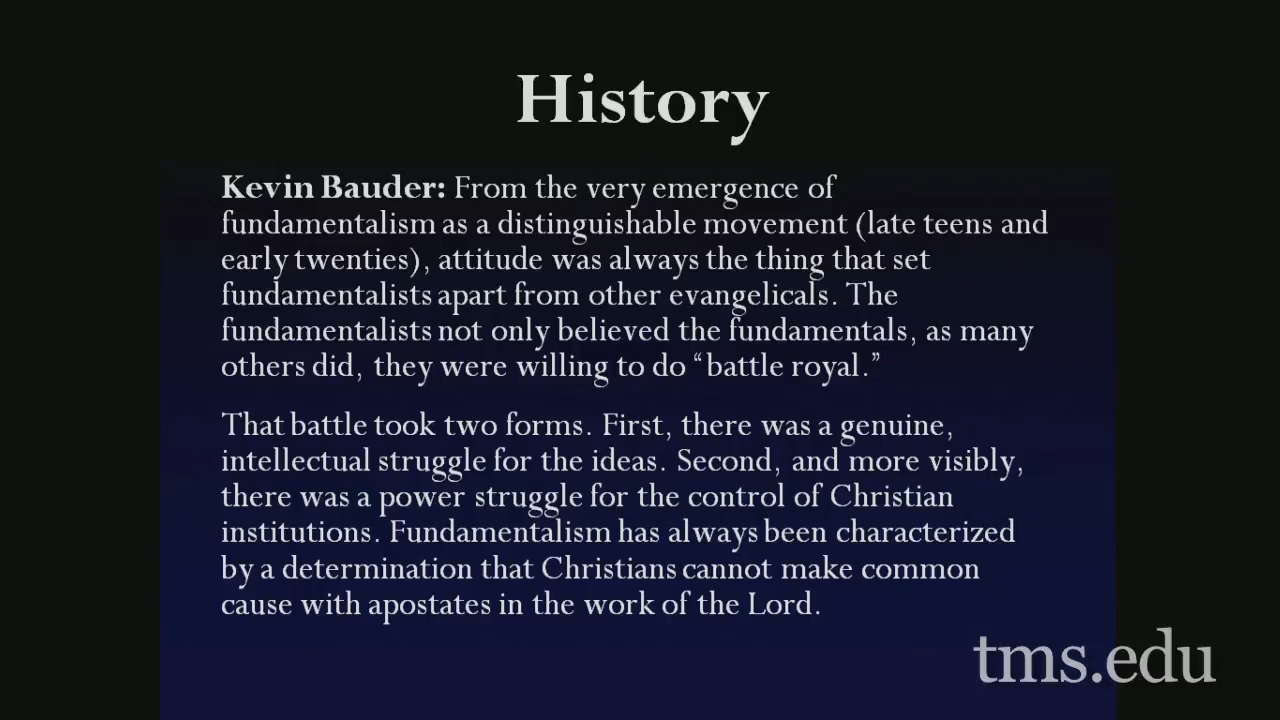 History
Kevin Bauder: From the very emergence of
fundamentalism as a distinguishable movement (late teens and
early twenties), attitude was always the thing that set
fundamentalists apart from other evangelicals. The
fundamentalists not only believed the fundamentals, as many
others did, they were willing to do “battle royal.”
That battle took two forms. First, there was a genuine,
intellectual struggle for the ideas. Second, and more visibly,
there was a power struggle for the control of Christian
institutions. Fundamentalism has always been characterized
by a determination that Christians cannot make common
cause with apostates in the work of the Lord.
tms.edu